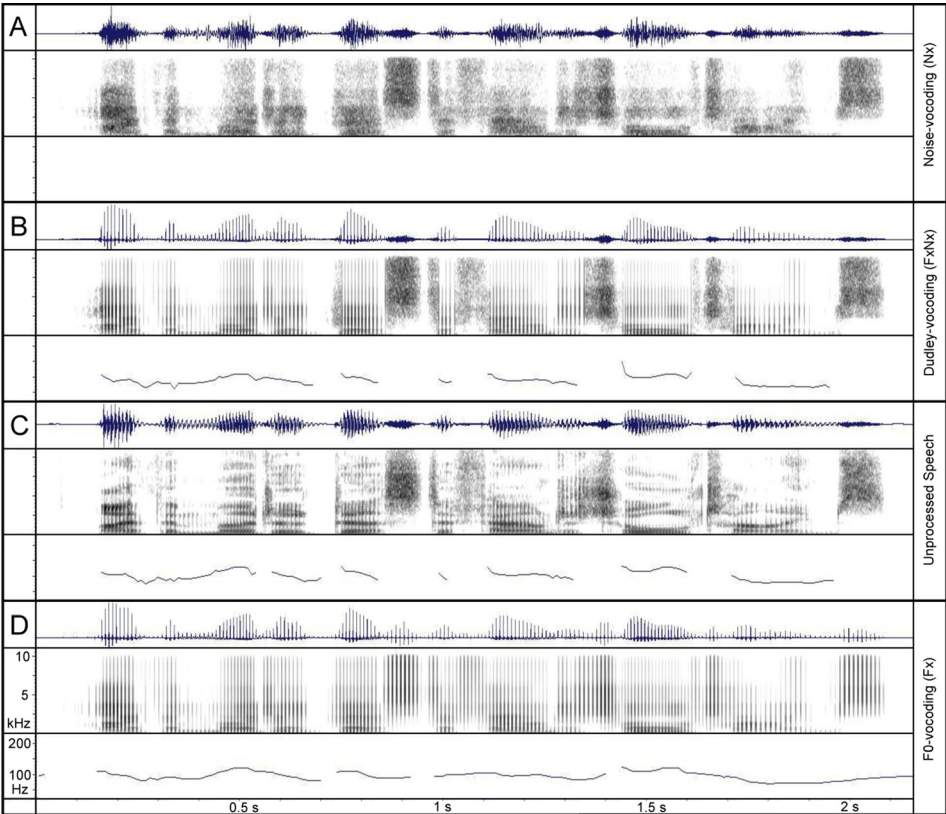 A
Noise-vocoding (Nx)
B
Dudley-vocoding (FxNx)
C
Unprocessed Speech
D
10
5
kHz
200
100
Hz
F0-vocoding (Fx)
0.5 s
1 s
1.5 s
2 s